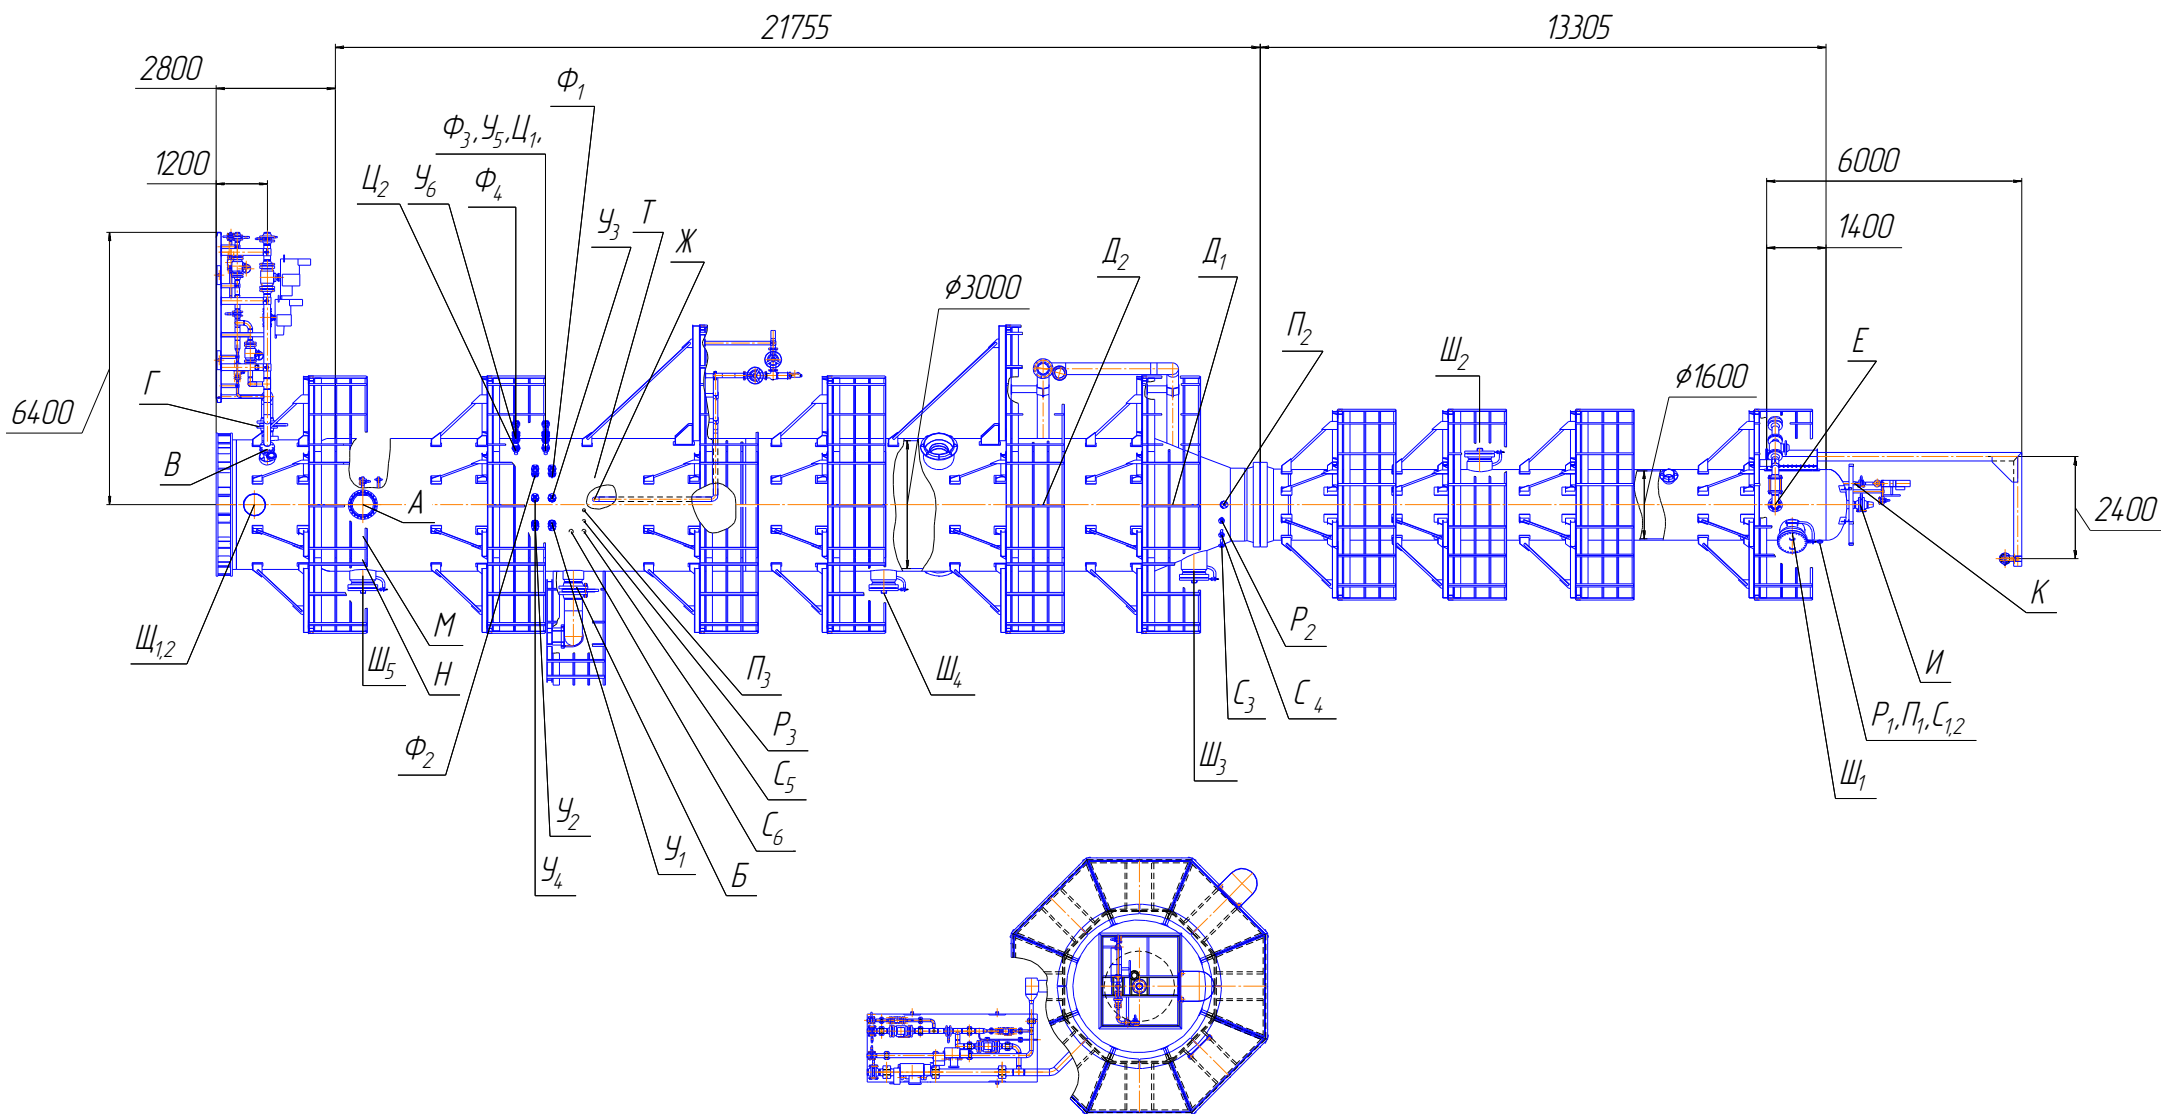 21755
13305
2800
Ф1
Ф3,У5,Ц1,
1200
Ц2
У6
Ф4
6000
У3
Т
Ж
1400
Д2
Д1
ϕ3000
П2
Ш2
Е
ϕ1600
Г
6400
В
А
2400
Щ1,2
М
Н
Ш5
П3
Ш4
Р2
К
И
С3
С4
Р3
Р1,П1,С1,2
Ф2
С5
Ш3
Ш1
У2
С6
У4
У1
Б